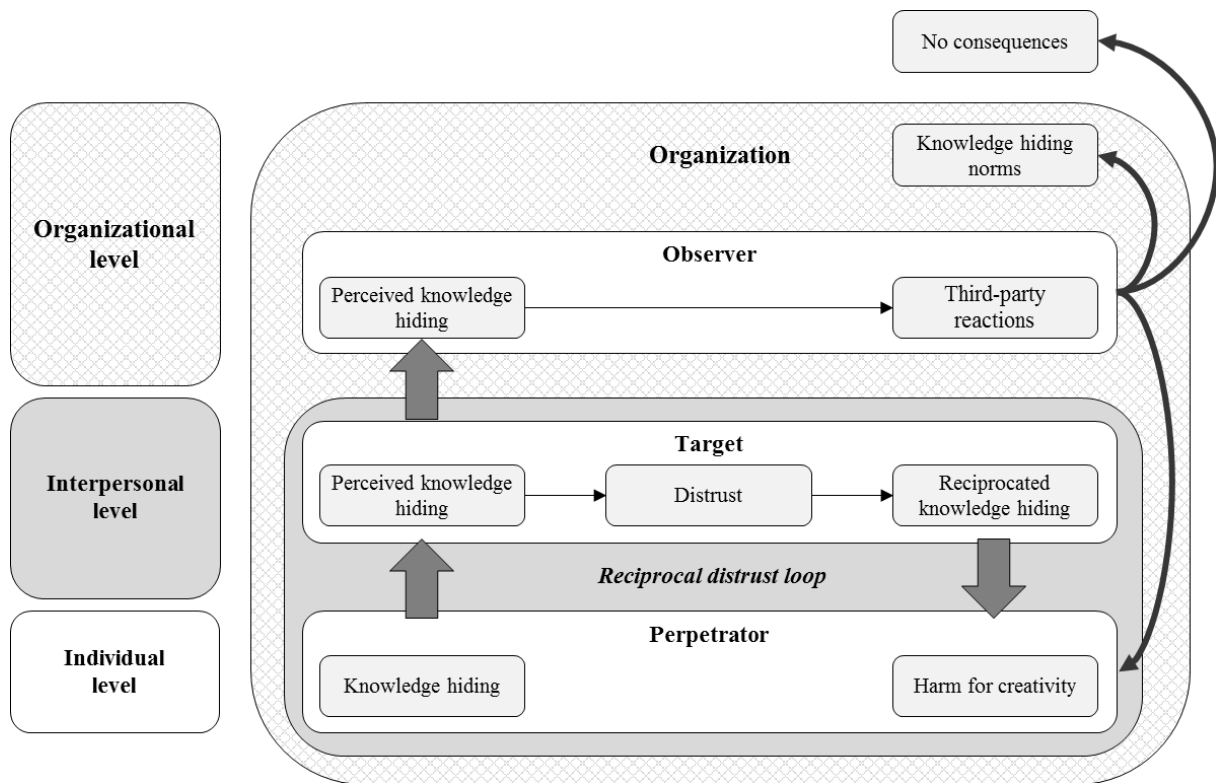 No consequences
Organization
Knowledge hiding
norms
Organizational
level
Observer
Perceived knowledge
hiding
Third-party
reactions
Interpersonal
level
Target
Perceived knowledge
hiding
Distrust
Reciprocated
knowledge hiding
Reciprocal distrust loop
Individual
level
Perpetrator
Knowledge hiding
Harm for creativity